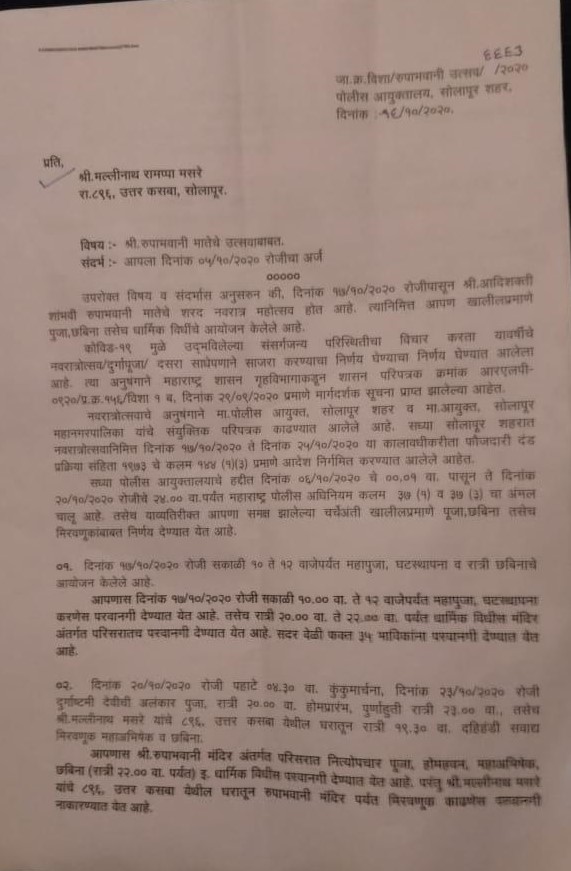 ६६६३
जा.क्र.विशा/रुपाभवानी उत्सव/ /२०२०
पोलीस आयुक्तालय, सोलापूर शहर,
दिनांक :-१६/१०/२०२०.
प्रति,
श्री.मल्लीनाथ रामप्पा मसरे
रा.८९६, उत्तर कसबा, सोलापूर.
विषय :- श्री.रुपाभवानी मातेचे उत्सवाबाबत.
संदर्भ :- आपला दिनांक ०५/१०/२०२० रोजीचा अर्ज
०००००
उपरोक्त विषय व संदर्भास अनुसरुन की, दिनांक १७/१०/२०२० रोजीपासून श्री.आदिशक्ती
शांभवी रुपाभवानी मातेचे शरद नवरात्र महोत्सव होत आहे. त्यानिमित्त आपण खालीलप्रमाणे
पुजा,छबिना तसेच धार्मिक विधींचे आयोजन केलेले आहे.
कोविड-१९ मुळे उद्‌भविलेल्या संसर्गजन्य परिस्थितीचा विचार करता यावर्षीचे
नवरात्रोत्सव/दुर्गापूजा/ दसरा साधेपणाने साजरा करण्याचा निर्णय घेण्याचा निर्णय घेण्यात आलेला
आहे. त्या अनुषंगाने महाराष्ट्र शासन गृहविभागाकडून शासन परिपत्रक क्रमांक आरएलपी-
०९२०/प्र.क्र.१५६/विशा १ ब, दिनांक २९/०९/२०२० प्रमाणे मार्गदर्शक सूचना प्राप्त झालेल्या आहेत.
नवरात्रोत्सवाचे अनुषंगाने मा.पोलीस आयुक्त, सोलापूर शहर व मा.आयुक्त, सोलापूर
महानगरपालिका यांचे संयुक्तिक परिपत्रक काढण्यात आलेले आहे. सध्या सोलापूर शहरात
नवरात्रोत्सवानिमित्त दिनांक १७/१०/२०२० ते दिनांक २५/१०/२०२० या कालावधीकरीता फौजदारी दंड
प्रक्रिया संहिता १९७३ चे कलम १४४ (१)(३) प्रमाणे आदेश निर्गमित करण्यात आलेले आहेत.
सध्या पोलीस आयुक्तालयाचे हद्दीत दिनांक ०६/१०/२०२० चे ००.०१ वा. पासून ते दिनांक
२०/१०/२०२० रोजीचे २४.०० वा.पर्यंत महाराष्ट्र पोलीस अधिनियम कलम ३७ (१) व ३७ (३) चा अंमल
चालू आहे. तसेच याव्यतिरीक्त आपणा समक्ष झालेल्या चर्चेअंती खालीलप्रमाणे पूजा,छबिना तसेच
मिरवणूकांबाबत निर्णय देण्यात येत आहे.
०१. दिनांक १७/१०/२०२० रोजी सकाळी १० ते १२ वाजेपर्यंत महापुजा, घटस्थापना व रात्री छबिनाचे
आयोजन केलेले आहे.
आपणास दिनांक १७/१०/२०२० रोजी सकाळी १०.०० वा. ते १२ वाजेपर्यंत महापुजा, घटस्थापना
करणेस परवानगी देण्यात येत आहे. तसेच रात्री २०.०० वा. ते २२.०० वा. पर्यंत धार्मिक विधीस मंदिर
अंतर्गत परिसरातच परवानगी देण्यात येत आहे. सदर वेळी फक्त ३५ भाविकांना परवानगी देण्यात येत
आहे.
०२. दिनांक २०/१०/२०२० रोजी पहाटे ०४.३० वा. कुंकुमार्चना, दिनांक २३/१०/२०२० रोजी
दुर्गाष्टमी देवीची अलंकार पुजा, रात्री २०.०० वा. होमप्रारंभ, पुर्णाहुती रात्री २३.०० वा., तसेच
श्री.मल्लीनाथ मसरे यांचे ८९६, उत्तर कसबा येथील घरातून रात्री १९.३० वा. दहिहंडी सवाद्य
मिरवणूक महाअभिषेक व छबिना.
आपणास श्री.रुपाभवानी मंदिर अंतर्गत परिसरात नित्योपचार पूजा, होमहवन, महाअभिषेक,
छबिना (रात्री २२.०० वा. पर्यंत) इ. धार्मिक विधीस परवानगी देण्यात येत आहे. परंतु श्री.मल्लीनाथ मसरे
यांचे ८९६, उत्तर कसबा येथील घरातून रुपाभवानी मंदिर पर्यंत मिरवणूक काढणेस परवानगी
नाकारण्यात येत आहे.